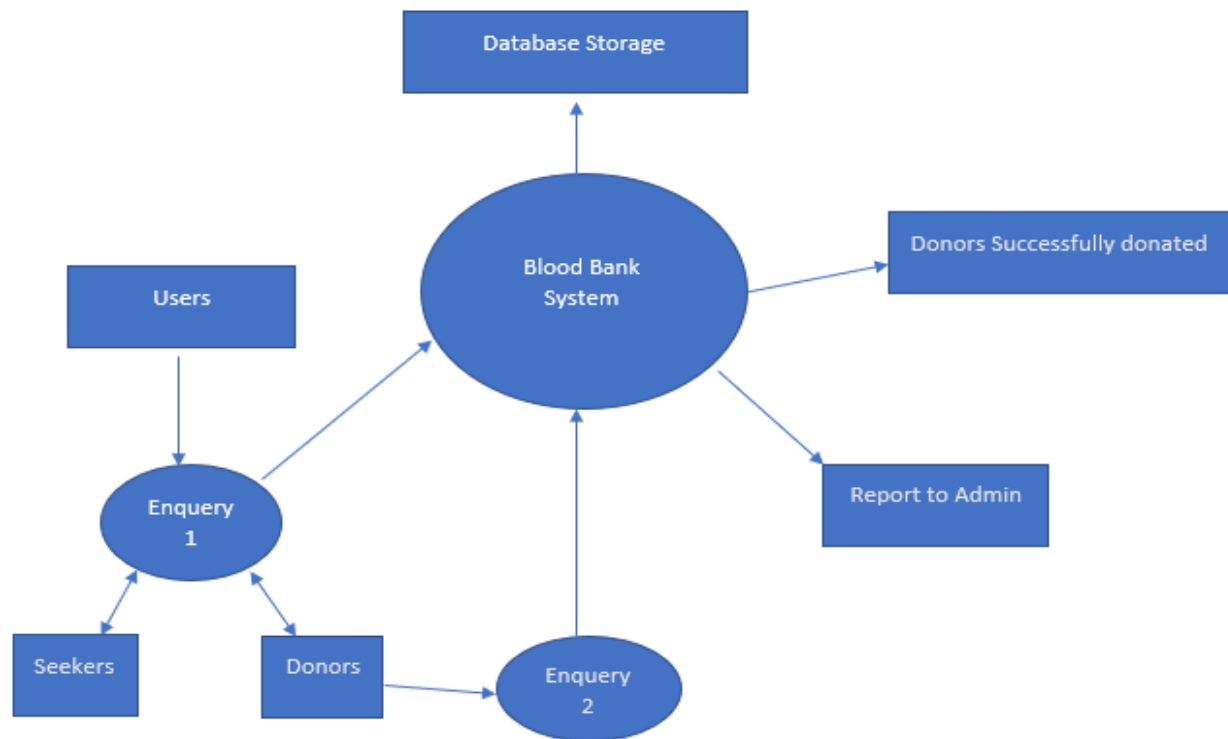 Database Storage
Donors Successfully donated
Blood Bank
System
Users
Report to Admin
Enquery
1
Seekers
Donors
Enquery
2